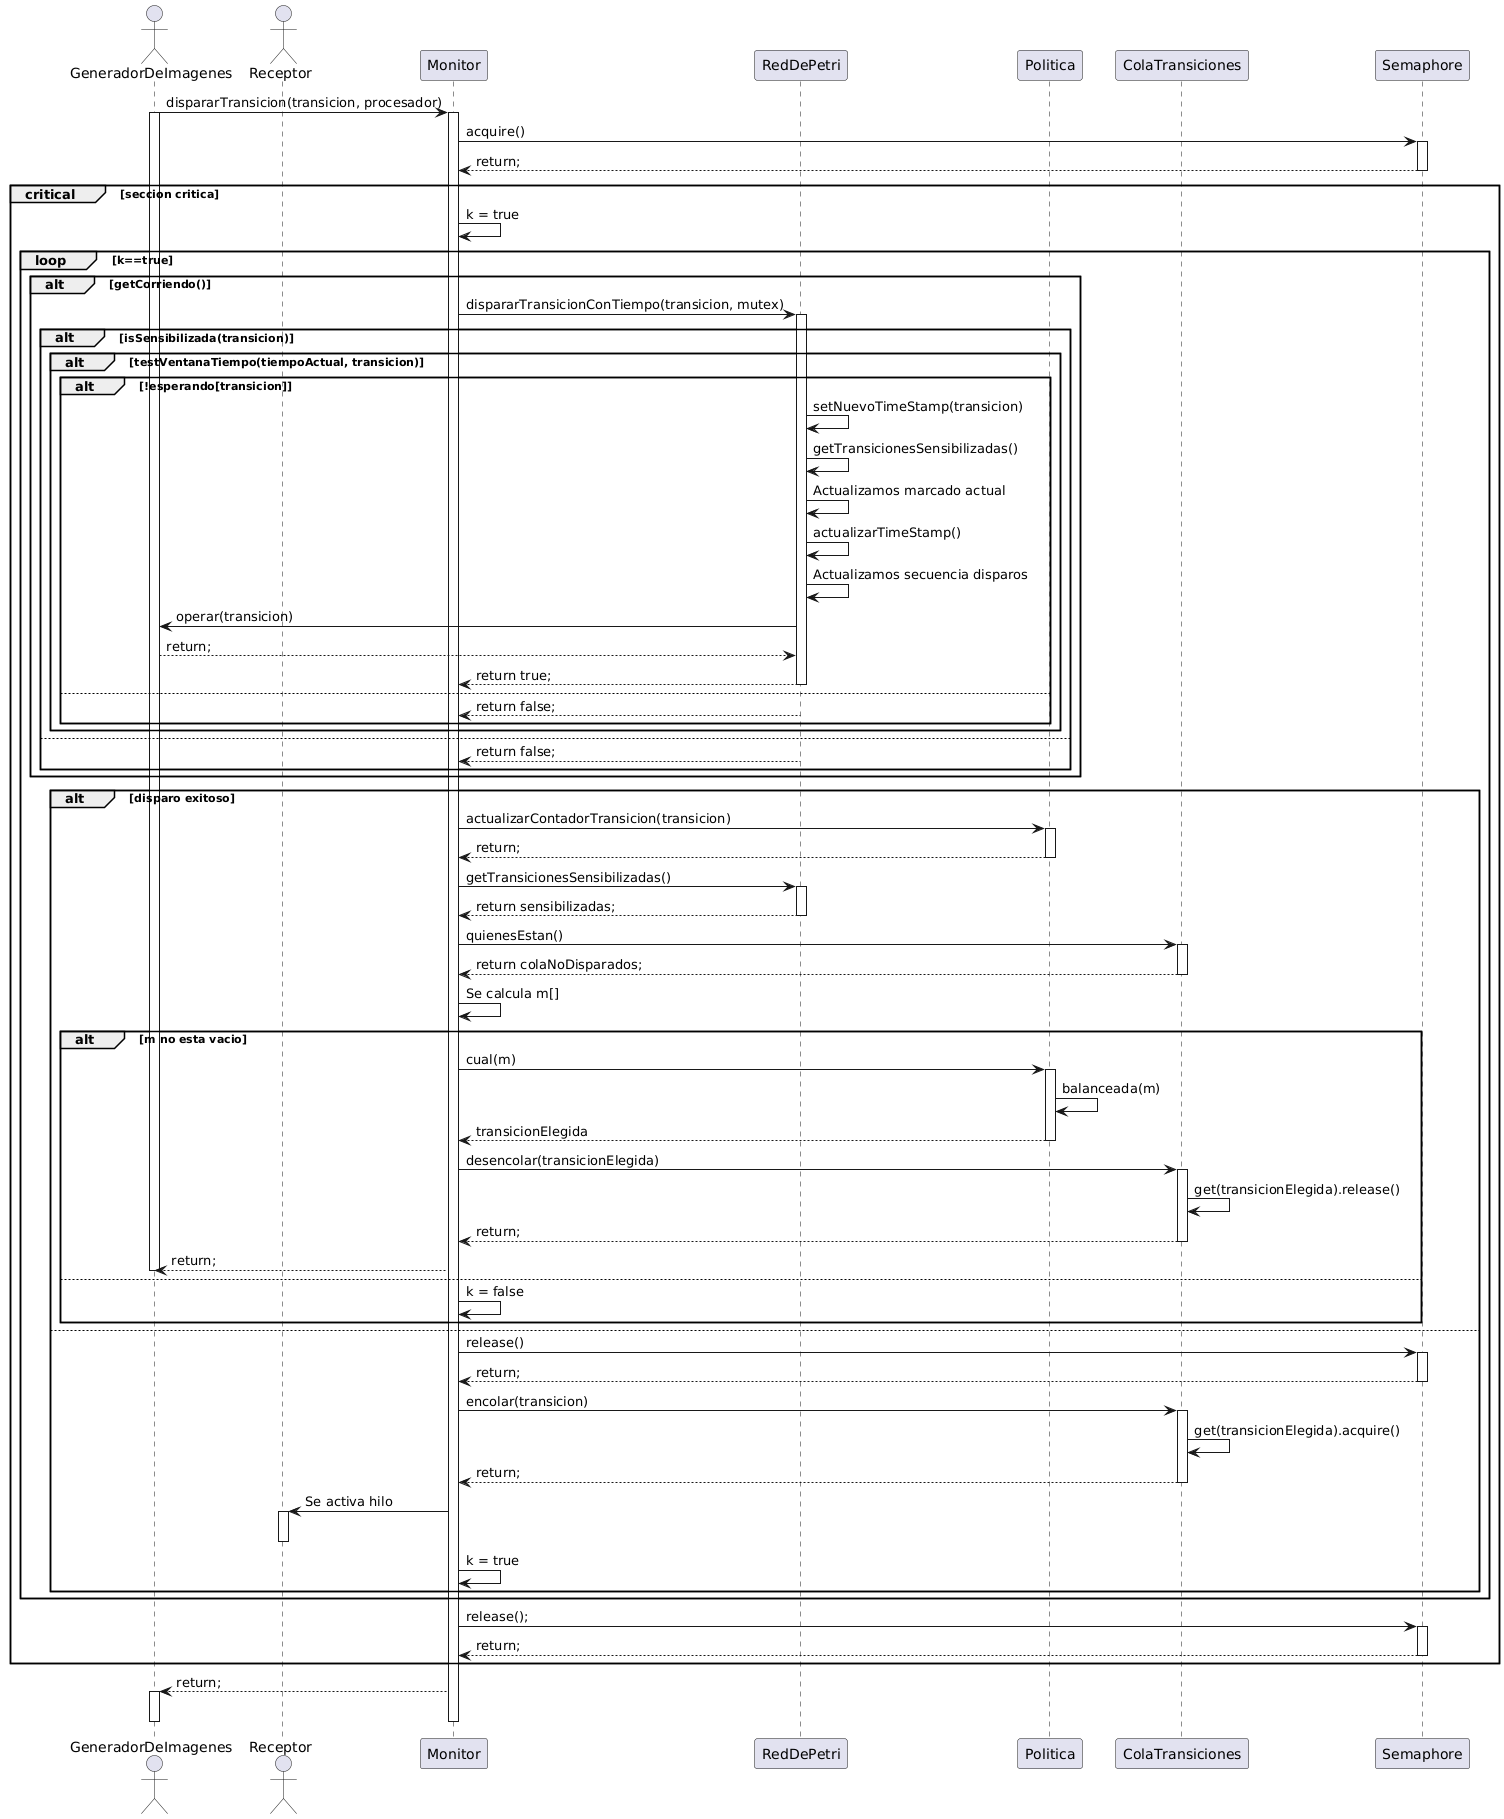 GeneradorDeImagenes
Receptor
Monitor
RedDePetri
Politica
ColaTransiciones
Semaphore
dispararTransicion(transicion, procesador)
acquire()
return;
critical [seccion critica]
k = true
loop [k==true]
alt [getCorriendo()]
dispararTransicionConTiempo(transicion, mutex)
alt [isSensibilizada(transicion)]
alt [testVentanaTiempo(tiempoActual, transicion)]
alt [!esperando[transicion]]
setNuevoTimeStamp(transicion)
getTransicionesSensibilizadas()
Actualizamos marcado actual
actualizarTimeStamp()
Actualizamos secuencia disparos
operar(transicion)
return;
return true;
return false;
return false;
alt [disparo exitoso]
actualizarContadorTransicion(transicion)
return;
getTransicionesSensibilizadas()
return sensibilizadas;
quienesEstan()
return colaNoDisparados;
Se calcula m[]
alt [m no esta vacio]
cual(m)
balanceada(m)
transicionElegida
desencolar(transicionElegida)
get(transicionElegida).release()
return;
return;
k = false
release()
return;
encolar(transicion)
get(transicionElegida).acquire()
return;
Se activa hilo
k = true
release();
return;
return;
GeneradorDeImagenes
Receptor
Monitor
RedDePetri
Politica
ColaTransiciones
Semaphore